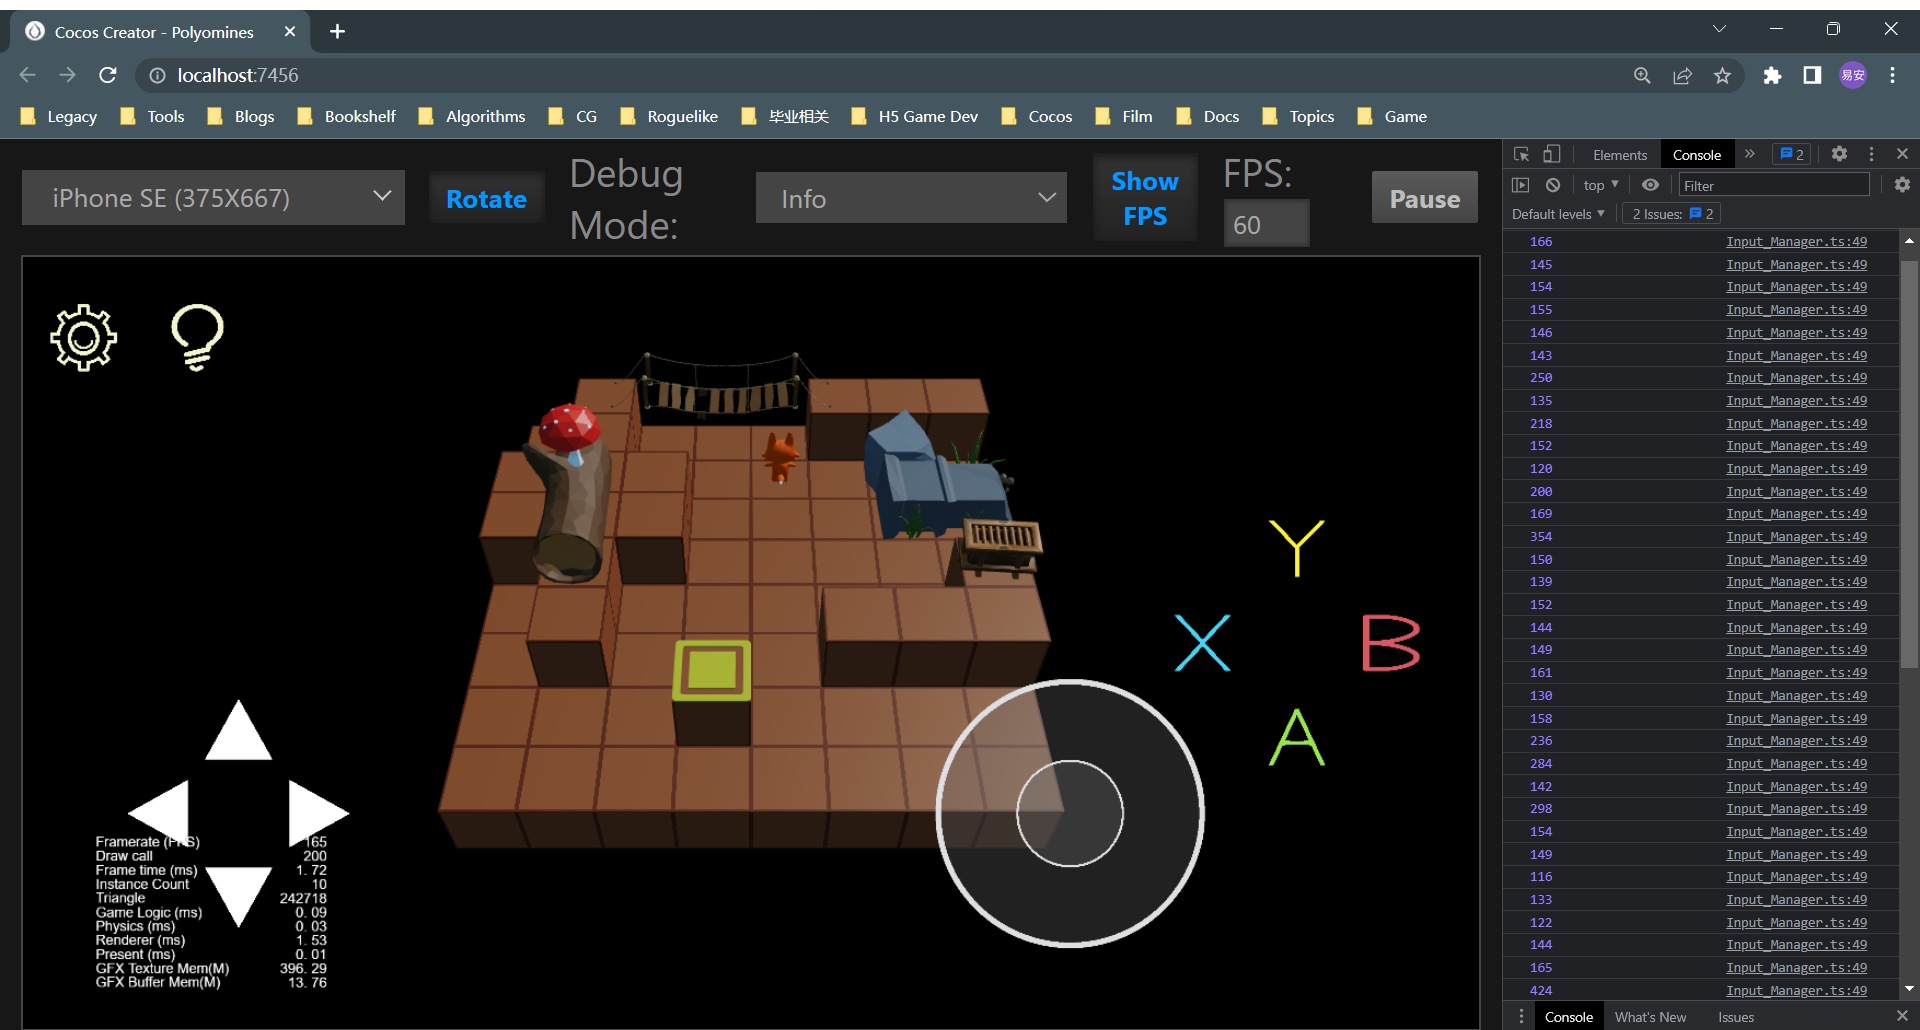 Cocos Creator - Polyomines
localhost:7456
易安
Legacy
Tools
Blogs
Bookshelf
Algorithms
CG
Roguelike
毕业相关
H5 Game Dev
Cocos
Film
Docs
Topics
Game
iPhone SE (375X667)
Rotate
Debug
Mode:
Info
Show
FPS
FPS:
60
Pause
Y
X
B
A
Framerate (FPS) 165
Draw call 200
Frame time (ms) 1. 72
Instance Count 10
Triangle 242718
Game Logic (ms) 0. 09
Physics (ms) 0. 03
Renderer (ms) 1. 53
Present (ms) 0. 01
GFX Texture Mem(M) 396. 29
GFX Buffer Mem(M) 13. 76
Elements
Console
2
top
Filter
Default levels
2 Issues: 2
166 Input_Manager.ts:49
145 Input_Manager.ts:49
154 Input_Manager.ts:49
155 Input_Manager.ts:49
146 Input_Manager.ts:49
143 Input_Manager.ts:49
250 Input_Manager.ts:49
135 Input_Manager.ts:49
218 Input_Manager.ts:49
152 Input_Manager.ts:49
120 Input_Manager.ts:49
200 Input_Manager.ts:49
169 Input_Manager.ts:49
354 Input_Manager.ts:49
150 Input_Manager.ts:49
139 Input_Manager.ts:49
152 Input_Manager.ts:49
144 Input_Manager.ts:49
149 Input_Manager.ts:49
161 Input_Manager.ts:49
130 Input_Manager.ts:49
158 Input_Manager.ts:49
236 Input_Manager.ts:49
284 Input_Manager.ts:49
142 Input_Manager.ts:49
298 Input_Manager.ts:49
154 Input_Manager.ts:49
149 Input_Manager.ts:49
116 Input_Manager.ts:49
133 Input_Manager.ts:49
122 Input_Manager.ts:49
144 Input_Manager.ts:49
165 Input_Manager.ts:49
424 Input_Manager.ts:49
Console
What's New
Issues